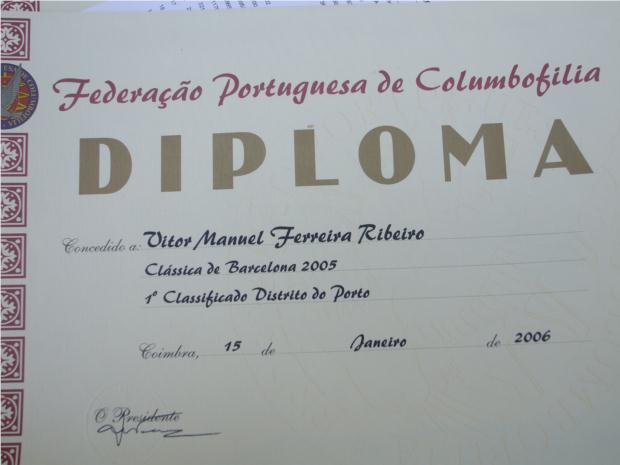 Federação Portuguesa de Columbofilia
DIPLOMA
Concedido a: Vitor Manuel Ferreira Ribeiro
Clássica de Barcelona 2005
1º Classificado Distrito do Porto
Coimbra, 15 de Janeiro de 2006
O Presidente